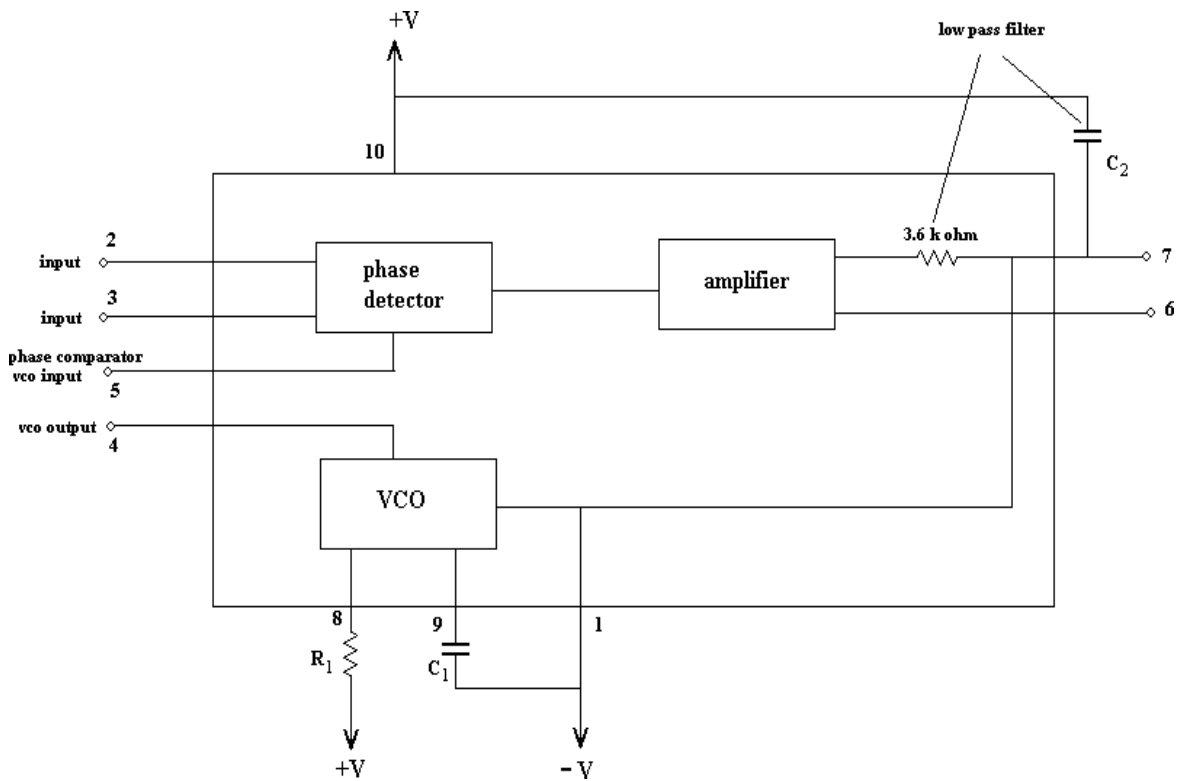 +V
low pass filter
10
C2
2
input
3.6 k ohm
phase
detector
amplifier
7
3
input
6
phase comparator
vco input
5
vco output
4
VCO
8
9
1
R1
C1
+V
- V